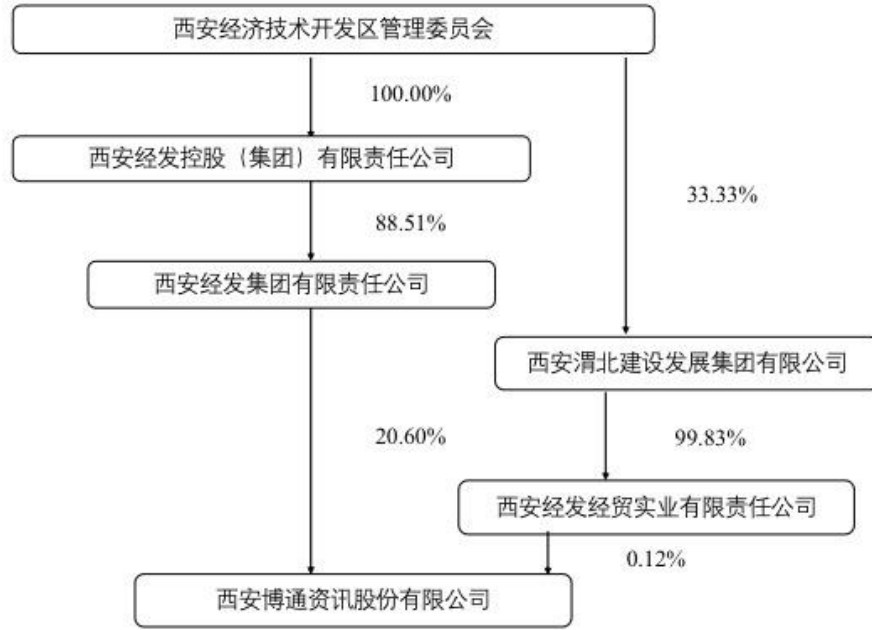 西安经济技术开发区管理委员会
100.00%
西安经发控股（集团）有限责任公司
33.33%
88.51%
西安经发集团有限责任公司
西安渭北建设发展集团有限公司
20.60%
99.83%
西安经发经贸实业有限责任公司
0.12%
西安博通资讯股份有限公司